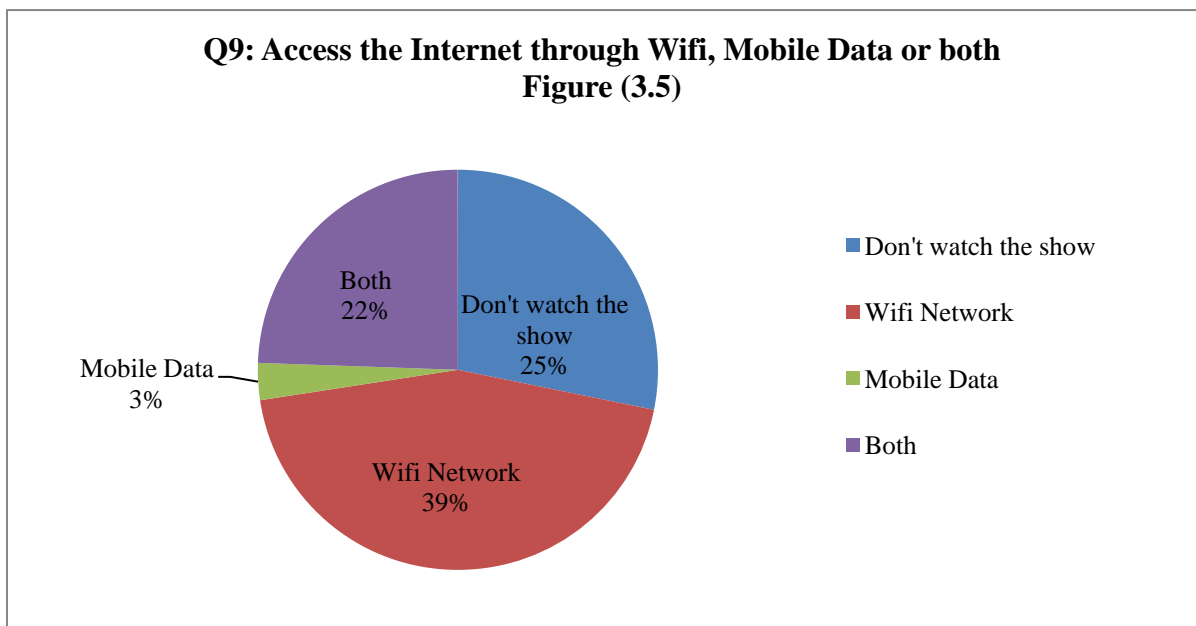 Q9: Access the Internet through Wifi, Mobile Data or both
Figure (3.5)
Both
22%
Don't watch the
show
25%
Mobile Data
3%
Wifi Network
39%
Don't watch the show
Wifi Network
Mobile Data
Both